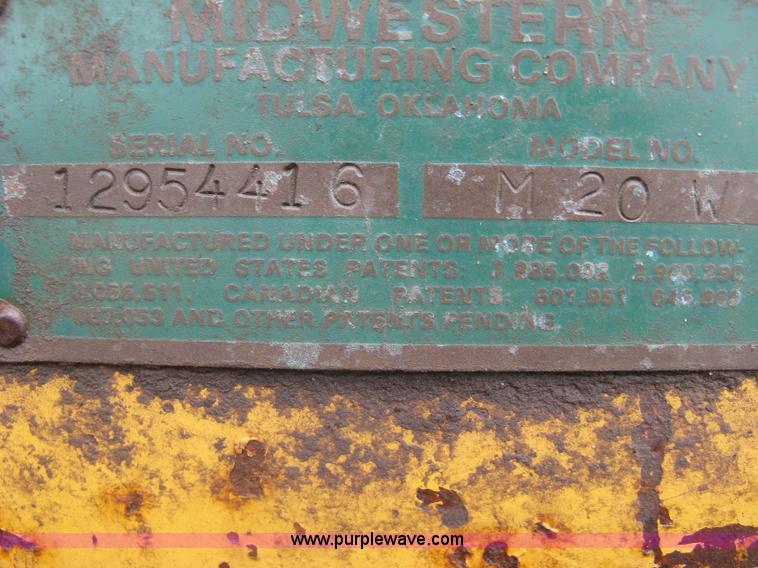 MIDWESTERN
MANUFACTURING COMPANY
TULSA, OKLAHOMA
SERIAL NO. MODEL NO.
12954416 M 20 W
MANUFACTURED UNDER ONE OR MORE OF THE FOLLOW-
ING UNITED STATES PATENTS:
CANADIAN PATENTS:
AND OTHER PATENTS PENDING.
www.purplewave.com